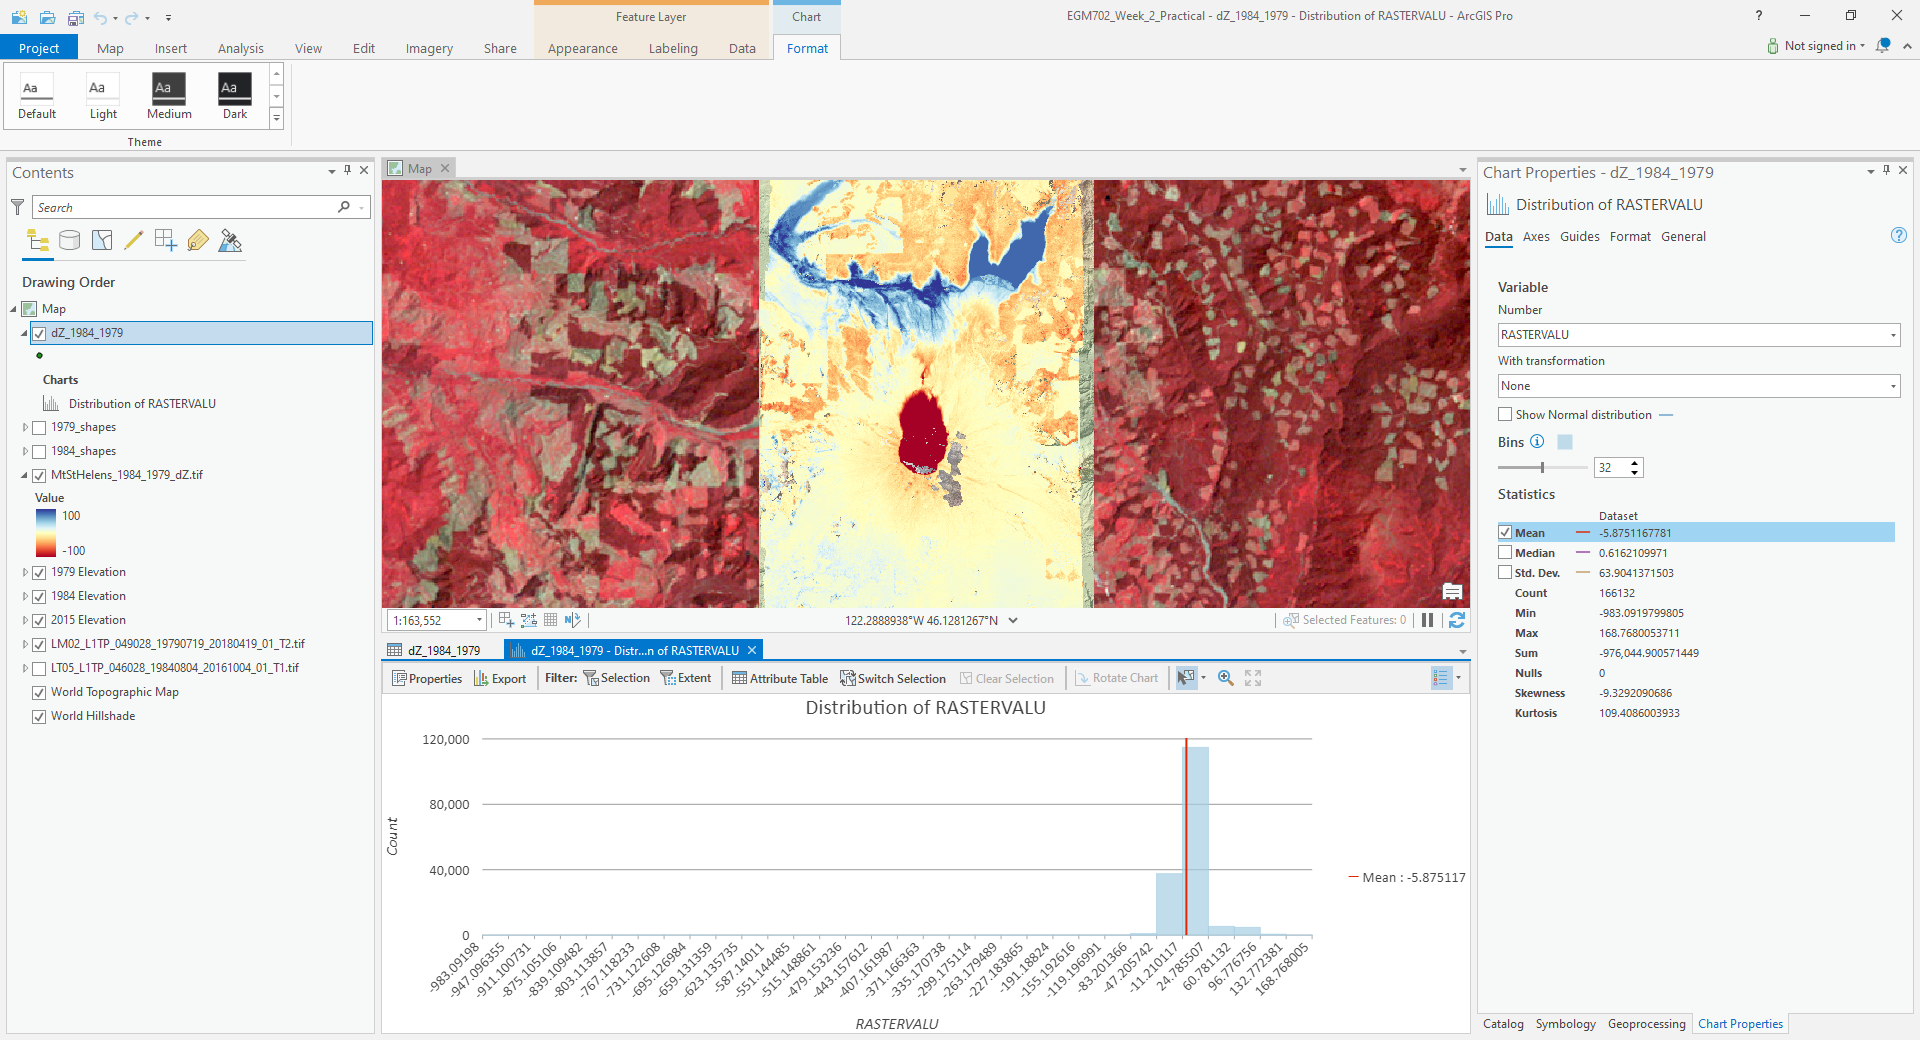 Feature Layer
Chart
EGM702_Week_2_Practical - dZ_1984_1979 - Distribution of RASTERVALU - ArcGIS Pro
?
Project
Map
Insert
Analysis
View
Edit
Imagery
Share
Appearance
Labeling
Data
Format
Not signed in
Aa
Aa
Aa
Aa
Default
Light
Medium
Dark
Theme
Contents
Search
Drawing Order
Map
dZ_1984_1979
Charts
Distribution of RASTERVALU
1979_shapes
1984_shapes
MtStHelens_1984_1979_dZ.tif
Value
100
-100
1979 Elevation
1984 Elevation
2015 Elevation
LM02_L1TP_049028_19790719_20180419_01_T2.tif
LT05_L1TP_046028_19840804_20161004_01_T1.tif
World Topographic Map
World Hillshade
Map
1:163,552
122.2888938°W 46.1281267°N
Selected Features: 0
dZ_1984_1979
dZ_1984_1979 - Distr...n of RASTERVALU
Properties
Export
Filter:
Selection
Extent
Attribute Table
Switch Selection
Clear Selection
Rotate Chart
Distribution of RASTERVALU
120,000
80,000
40,000
0
Count
-983.09198
-947.096355
-911.100731
-875.105106
-839.109482
-803.113857
-767.118233
-731.122608
-695.126984
-659.131359
-623.135735
-587.14011
-551.144485
-515.148861
-479.153236
-443.157612
-407.161987
-371.166363
-335.170738
-299.175114
-263.179489
-227.183865
-191.18824
-155.192616
-119.196991
-83.201366
-47.205742
-11.210117
24.785507
60.781132
96.776756
132.772381
168.768005
RASTERVALU
Mean : -5.875117
Chart Properties - dZ_1984_1979
Distribution of RASTERVALU
Data
Axes
Guides
Format
General
?
Variable
Number
RASTERVALU
With transformation
None
Show Normal distribution
Bins
32
Statistics
Dataset
Mean -5.8751167781
Median 0.6162109971
Std. Dev. 63.9041371503
Count 166132
Min -983.0919799805
Max 168.7680053711
Sum -976,044.900571449
Nulls 0
Skewness -9.3292090686
Kurtosis 109.4086003933
Catalog
Symbology
Geoprocessing
Chart Properties